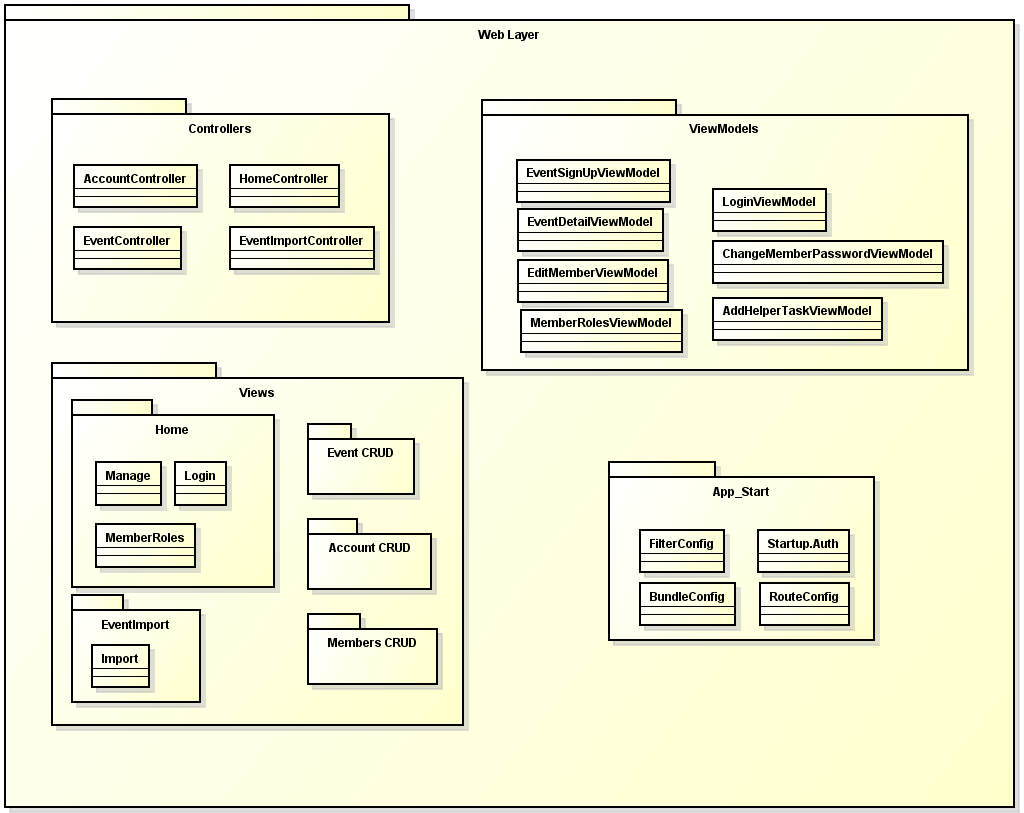 Web Layer
Controllers
AccountController
HomeController
EventController
EventImportController
ViewModels
EventSignUpViewModel
EventDetailViewModel
EditMemberViewModel
MemberRolesViewModel
LoginViewModel
ChangeMemberPasswordViewModel
AddHelperTaskViewModel
Views
Home
Manage
Login
MemberRoles
EventImport
Import
Event CRUD
Account CRUD
Members CRUD
App_Start
FilterConfig
Startup.Auth
BundleConfig
RouteConfig